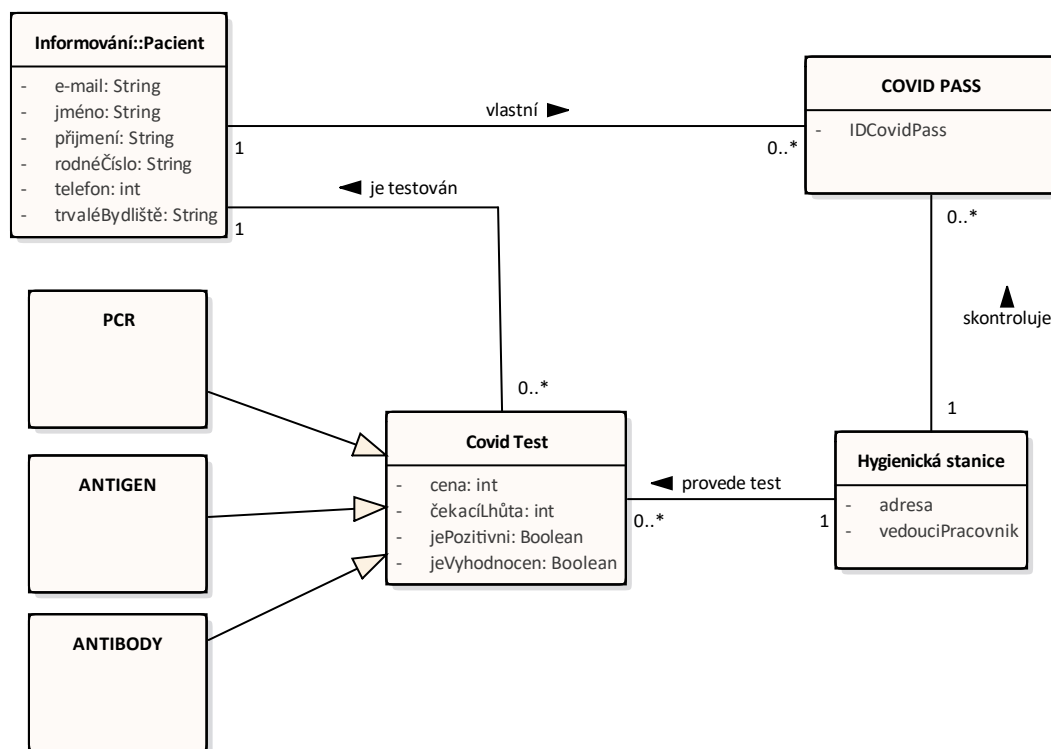 Informování::Pacient
- e-mail: String
- jméno: String
- přijmení: String
- rodnéČíslo: String
- telefon: int
- trvaléBydliště: String
vlastní
1
0..*
COVID PASS
- IDCovidPass
je testován
1
0..*
0..*
skontroluje
1
PCR
ANTIGEN
ANTIBODY
Covid Test
- cena: int
- čekacíLhůta: int
- jePozitivni: Boolean
- jeVyhodnocen: Boolean
provede test
0..*
1
Hygienická stanice
- adresa
- vedouciPracovnik